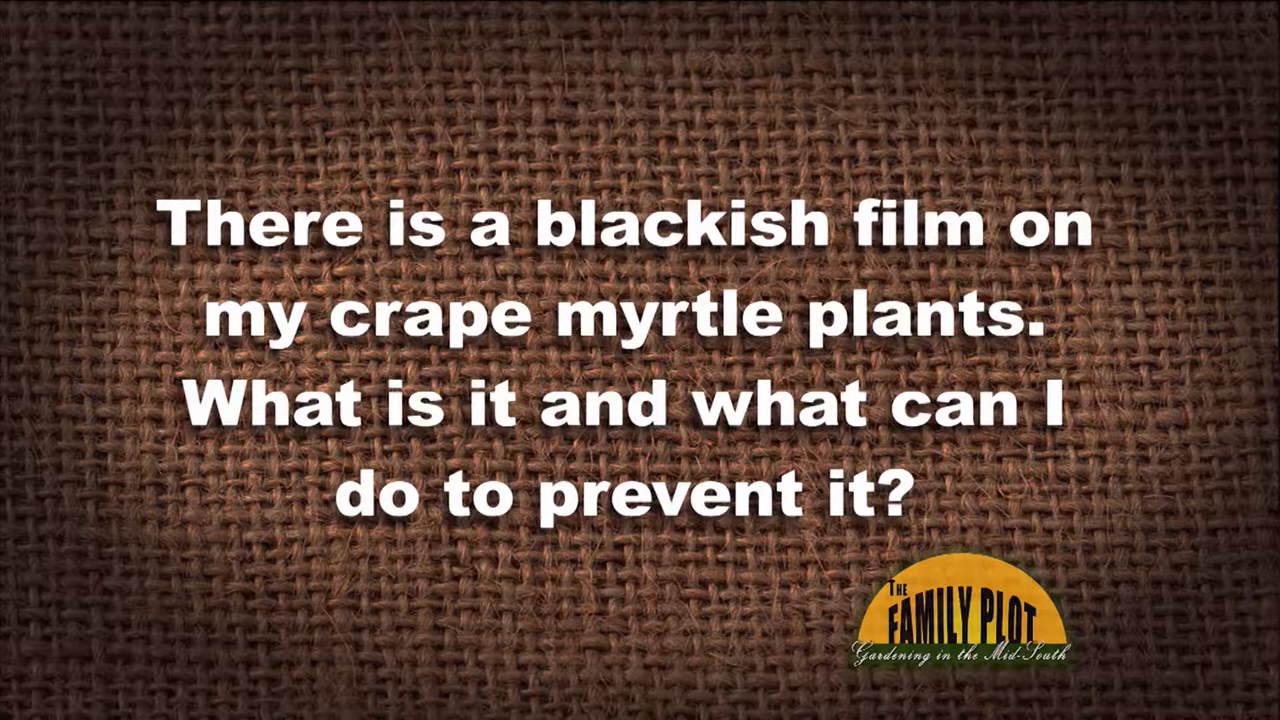 There is a blackish film on
my crape myrtle plants.
What is it and what can I
do to prevent it?
THE
FAMILY PLOT
Gardening in the Mid-South